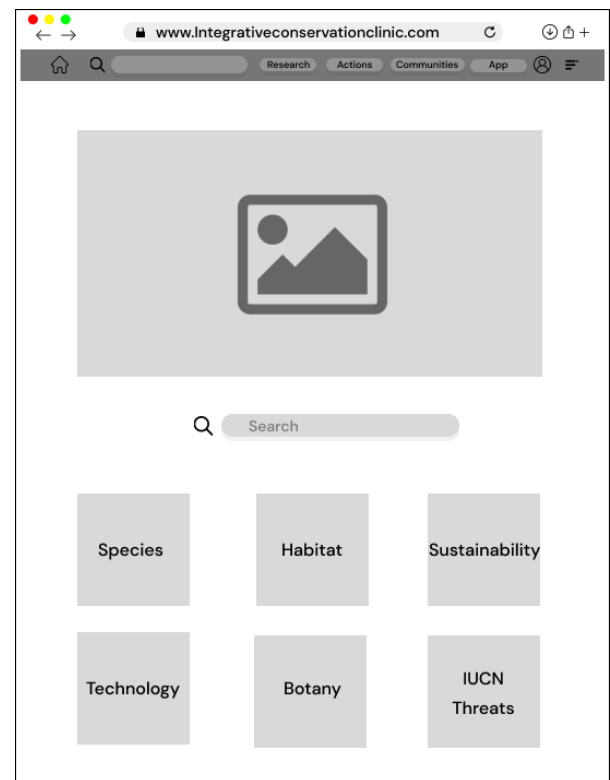 www.Integrativeconservationclinic.com
Research Actions Communities App
Search
Species Habitat Sustainability
Technology Botany IUCN
Threats